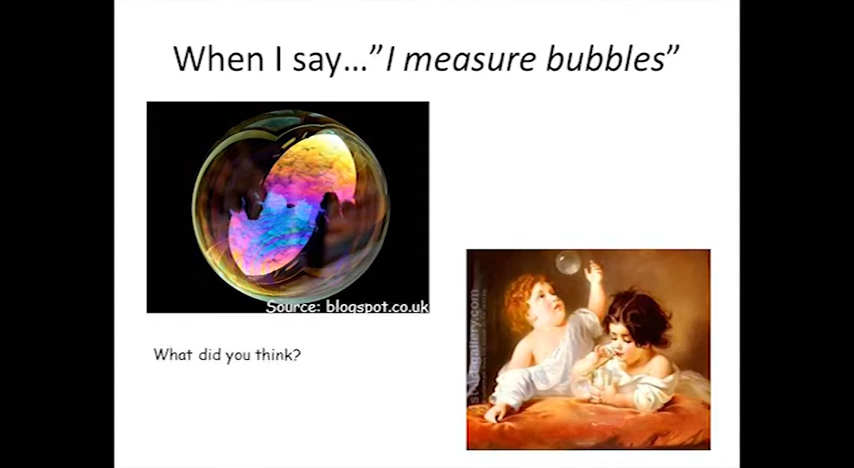 When I say…”I measure bubbles”
Source: blogspot.co.uk
What did you think?